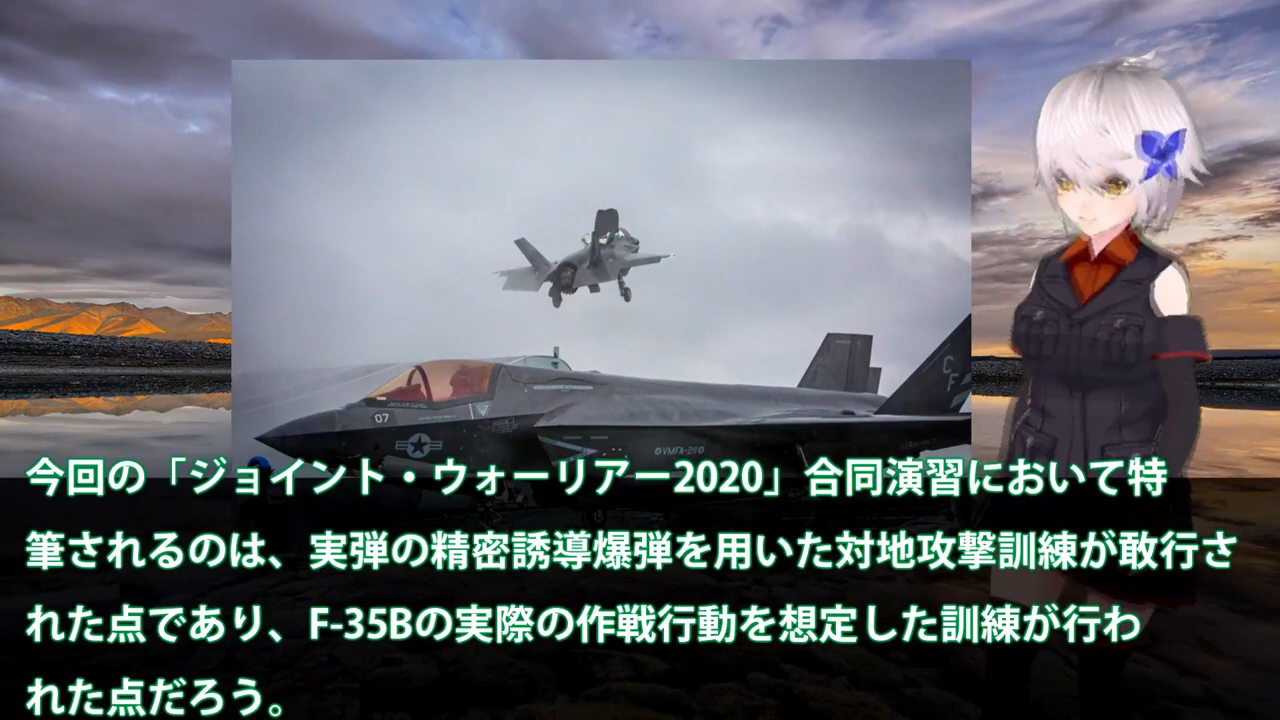 CF
07
VMFA-211
今回の「ジョイント・ウォーリアー2020」合同演習において特
筆されるのは、実弾の精密誘導爆弾を用いた対地攻撃訓練が敢行さ
れた点であり、F-35Bの実際の作戦行動を想定した訓練が行わ
れた点だろう。